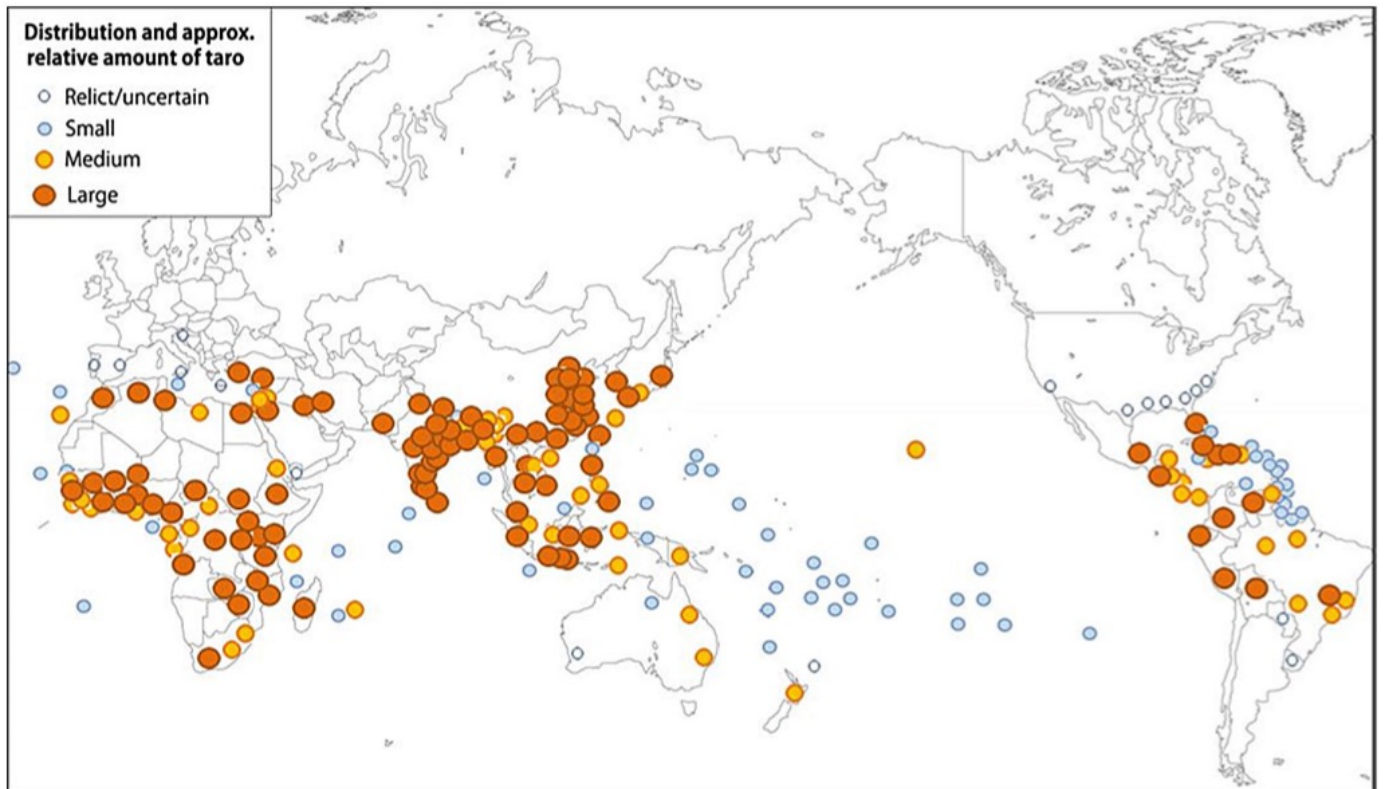 Distribution and approx.
relative amount of taro
Relict/uncertain
Small
Medium
Large